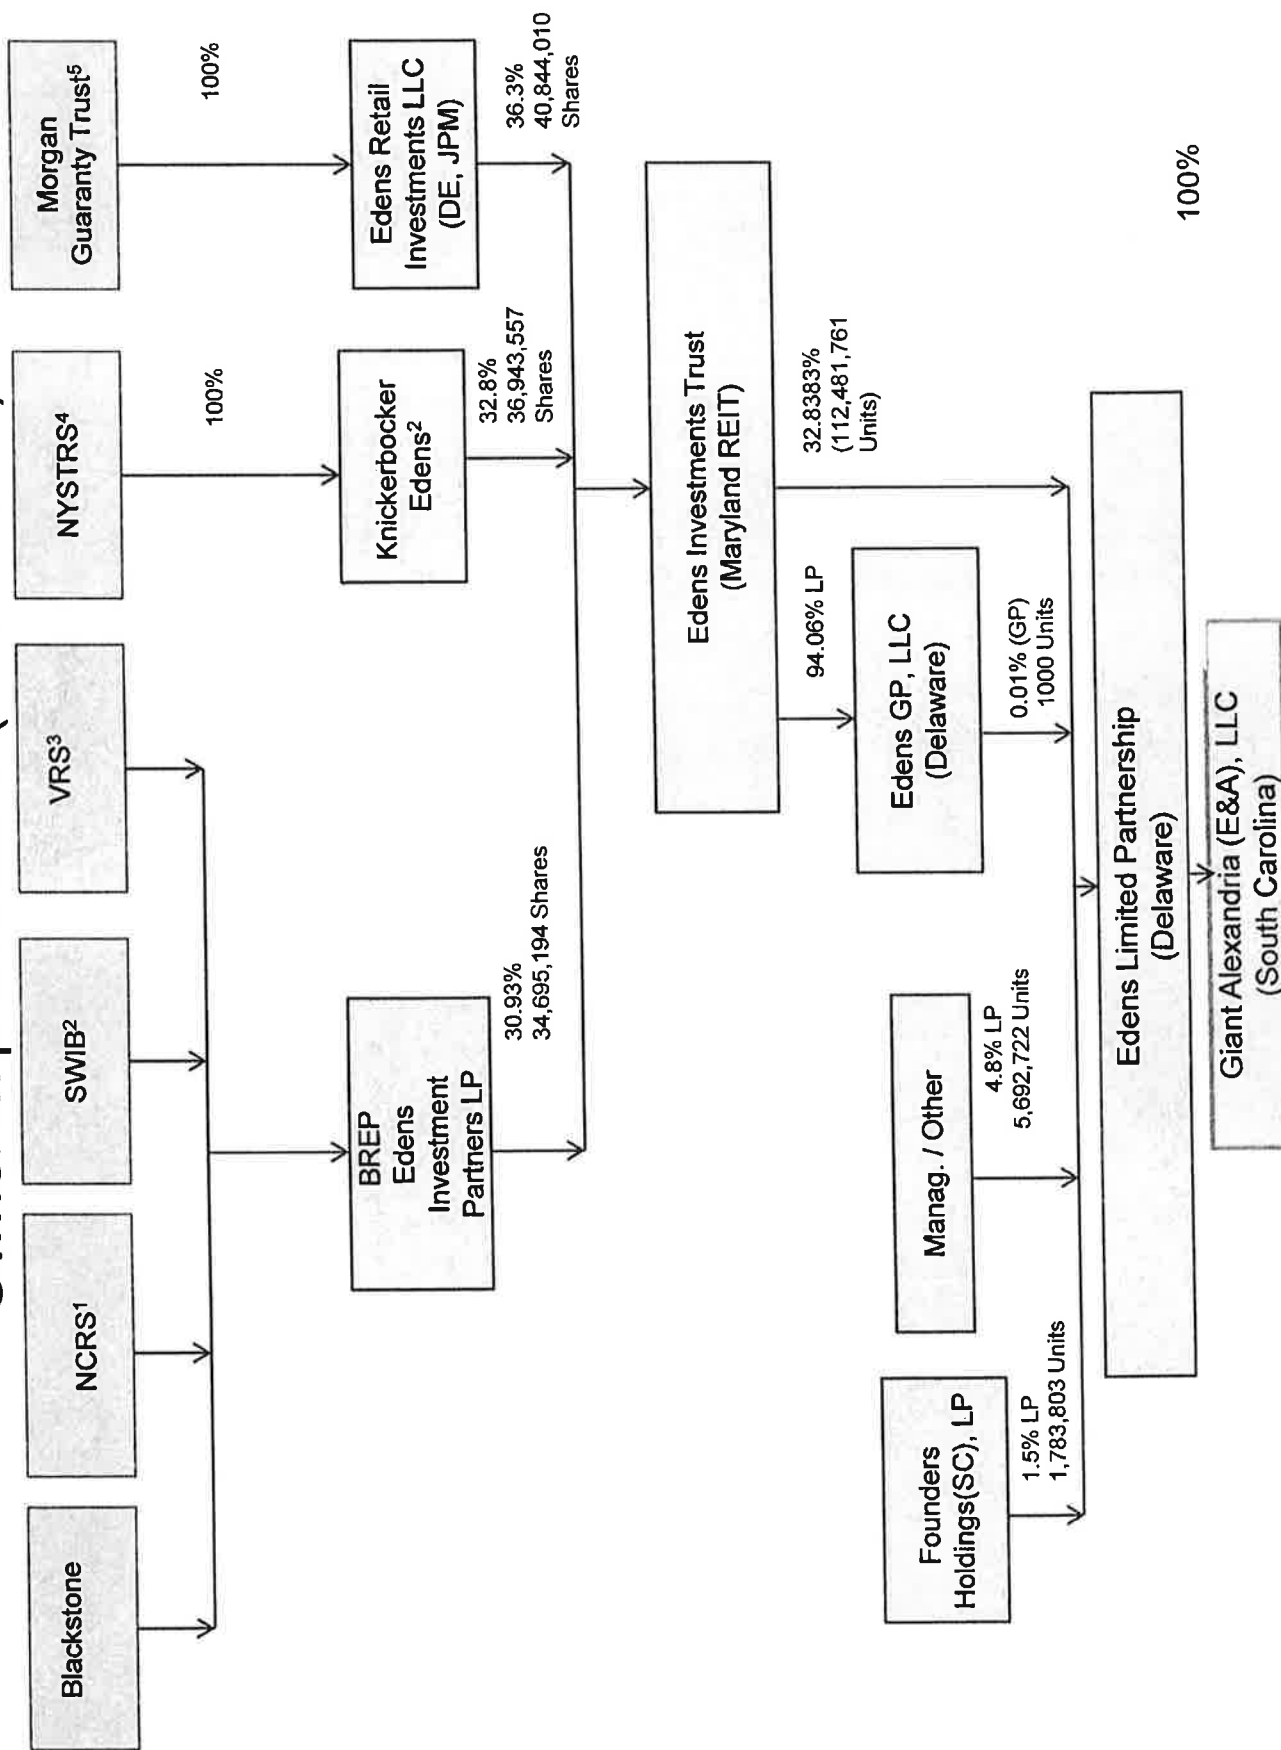 Blackstone
NCRS1
SWIB2
VRS3
NYSTRS4
Morgan
Guaranty Trust5
100%
100%
BREP
Edens
Investment
Partners LP
Knickerbocker
Edens2
Edens Retail
Investments LLC
(DE, JPM)
30.93%
34,695,194 Shares
32.8%
36,943,557
Shares
36.3%
40,844,010
Shares
Edens Investments Trust
(Maryland REIT)
94.06% LP
32.8383%
(112,481,761
Units)
Founders
Holdings(SC), LP
Manag. / Other
Edens GP, LLC
(Delaware)
1.5% LP
1,783,803 Units
4.8% LP
5,692,722 Units
0.01% (GP)
1000 Units
Edens Limited Partnership
(Delaware)
100%
Giant Alexandria (E&A), LLC
(South Carolina)